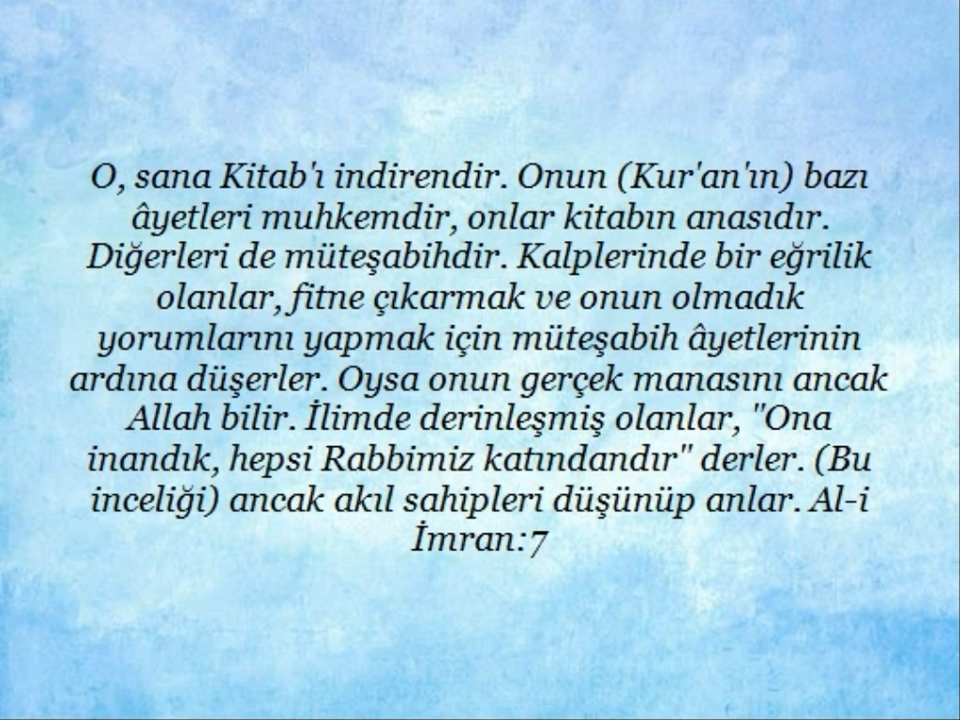 O, sana Kitab'ı indirendir. Onun (Kur'an'ın) bazı
âyetleri muhkemdir, onlar kitabın anasıdır.
Diğerleri de müteşabihdir. Kalplerinde bir eğrilik
olanlar, fitne çıkarmak ve onun olmadık
yorumlarını yapmak için müteşabih âyetlerinin
ardına düşerler. Oysa onun gerçek manasını ancak
Allah bilir. İlimde derinleşmiş olanlar, "Ona
inandık, hepsi Rabbimiz katındandır" derler. (Bu
inceliği) ancak akıl sahipleri düşünüp anlar. Al-i
İmran:7